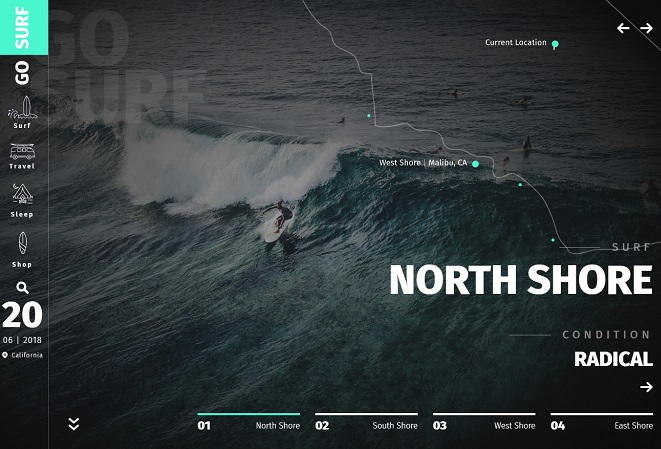 GO SURF
GO
SURF
Surf
Travel
Sleep
Shop
20
06 | 2018
California
Current Location
West Shore | Malibu, CA
SURF
NORTH SHORE
CONDITION
RADICAL
01 North Shore
02 South Shore
03 West Shore
04 East Shore